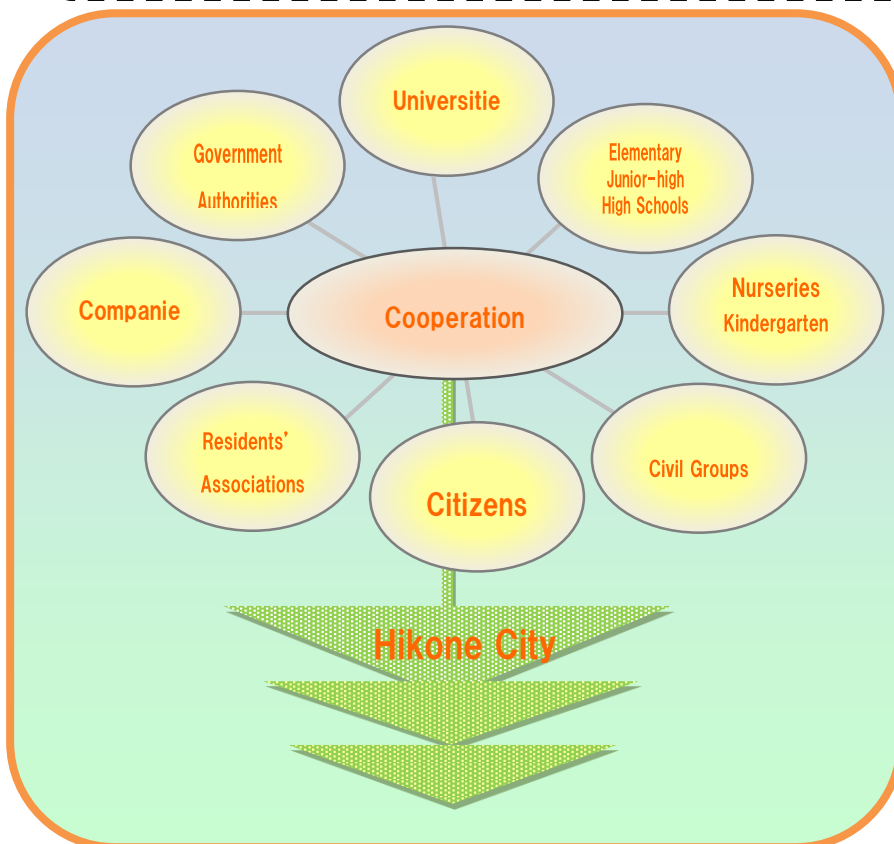 Universitie
Government
Authorities
Elementary
Junior-high
High Schools
Companie
Cooperation
Nurseries
Kindergarten
Residents'
Associations
Citizens
Civil Groups
Hikone City